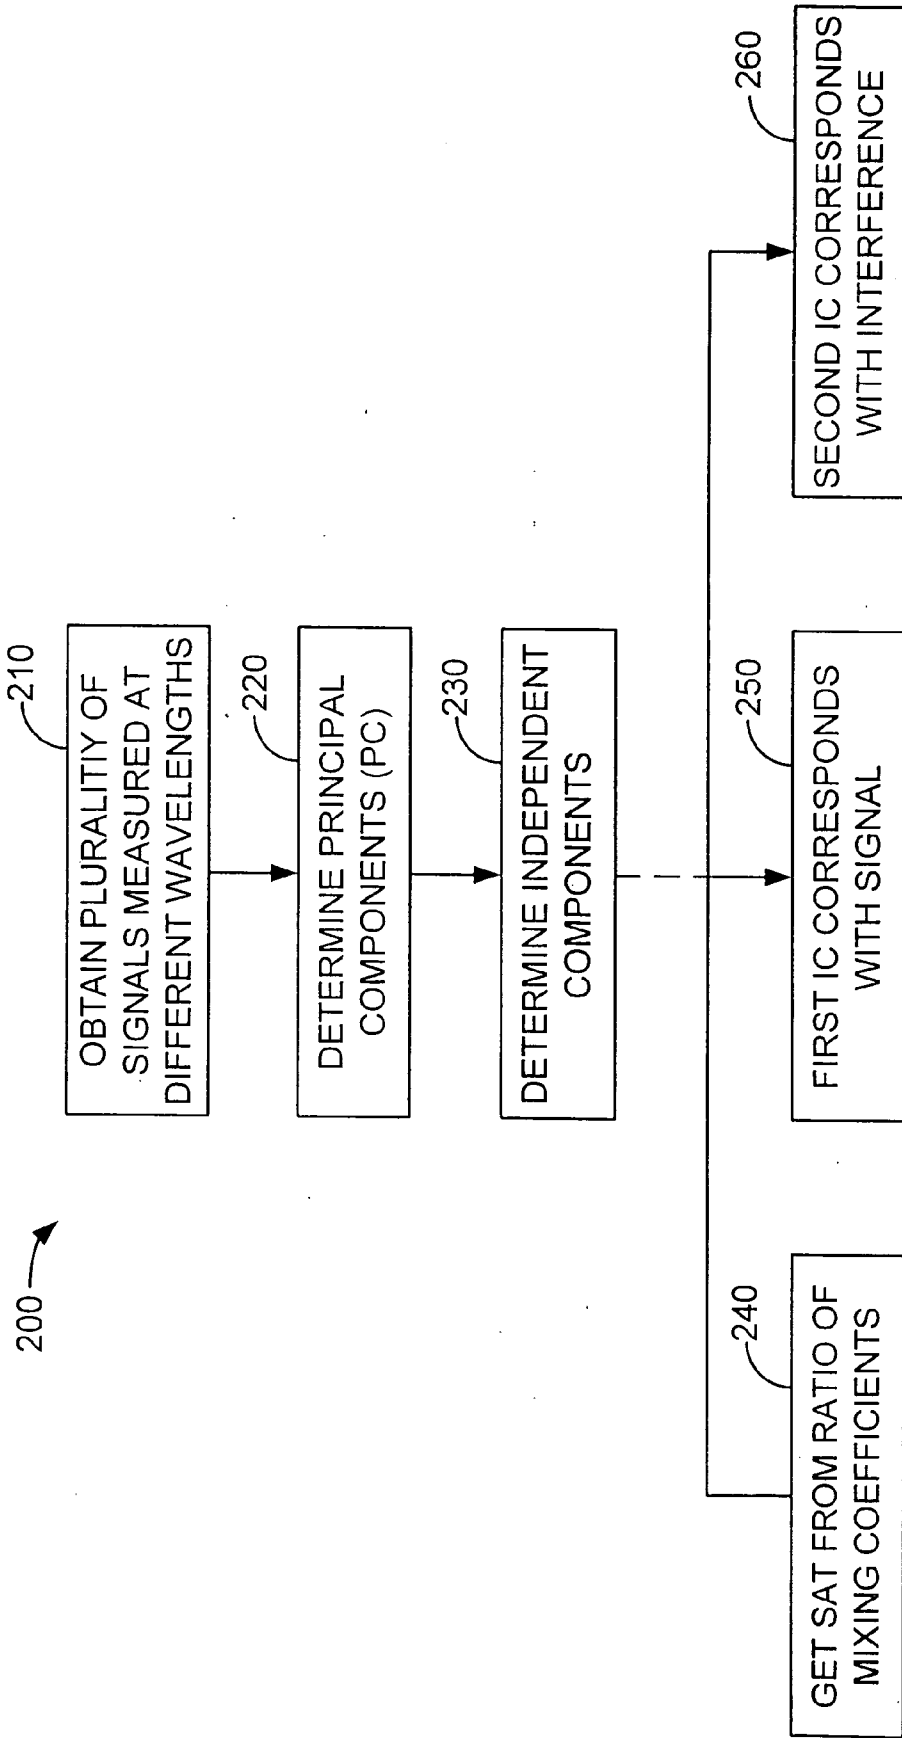 200
210
OBTAIN PLURALITIY OF
SIGNALS MEASURED AT
DIFFERENT WAVELENGTHS
220
DETERMINE PRINCIPAL
COMPONENTS (PC)
230
DETERMINE INDEPENDENT
COMPONENTS
240
GET SAT FROM RATIO OF
MIXING COEFFICIENTS
250
FIRST IC CORRESPONDS
WITH SIGNAL
260
SECOND IC CORRESPONDS
WITH INTERFERENCE